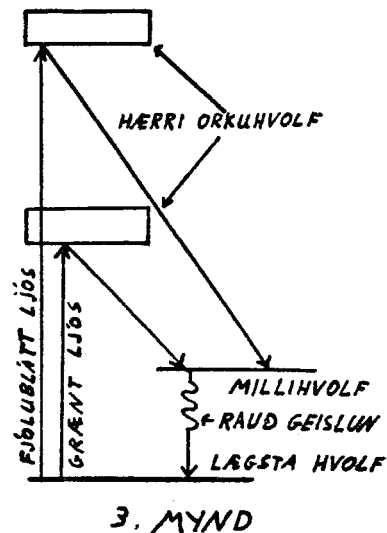 HÆRRI ORKUHVOLF
FJÓLUBLÁTT LJÓS
GRÆNT LJÓS
MILLIHVOLF
RAUÐ GEISLUN
LÆGSTA HVOLF
3. MYND